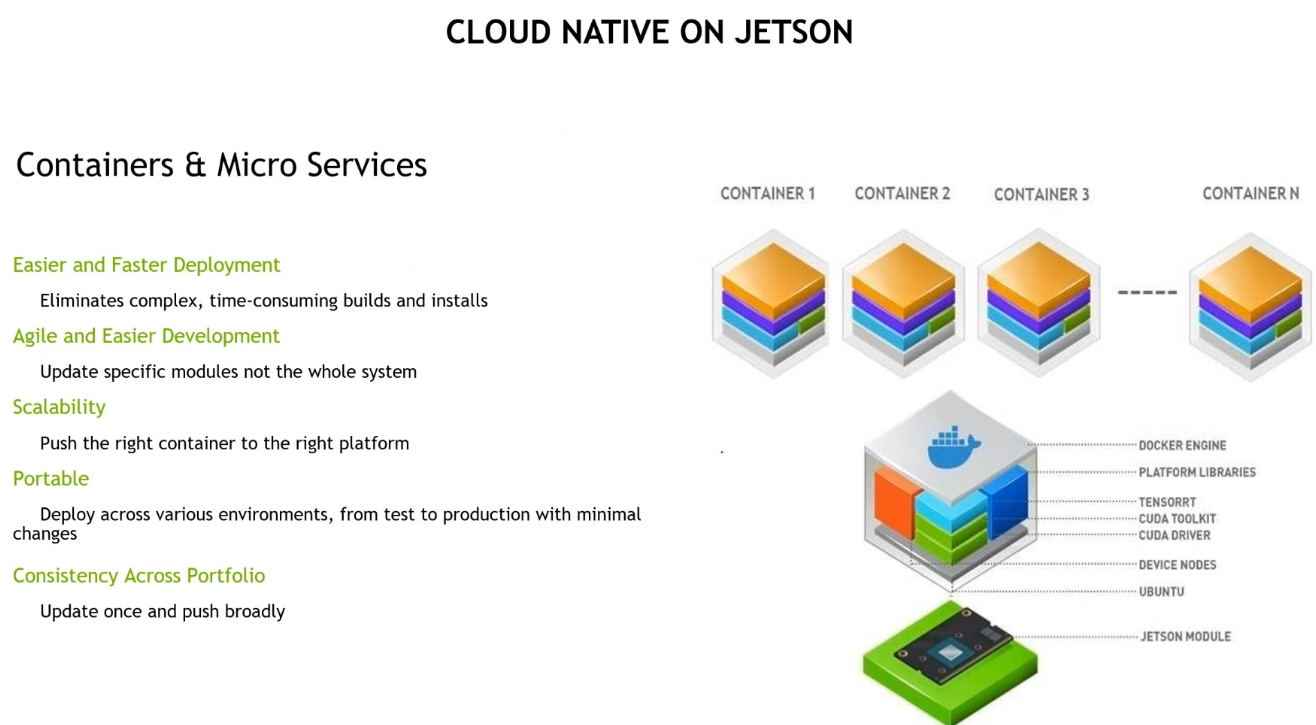 CLOUD NATIVE ON JETSON
Containers & Micro Services
Easier and Faster Deployment
Eliminates complex, time-consuming builds and installs
Agile and Easier Development
Update specific modules not the whole system
Scalability
Push the right container to the right platform
Portable
Deploy across various environments, from test to production with minimal
changes
Consistency Across Portfolio
Update once and push broadly
CONTAINER 1
CONTAINER 2
CONTAINER 3
CONTAINER N
DOCKER ENGINE
PLATFORM LIBRARIES
TENSORRT
CUDA TOOLKIT
CUDA DRIVER
DEVICE NODES
UBUNTU
JETSON MODULE